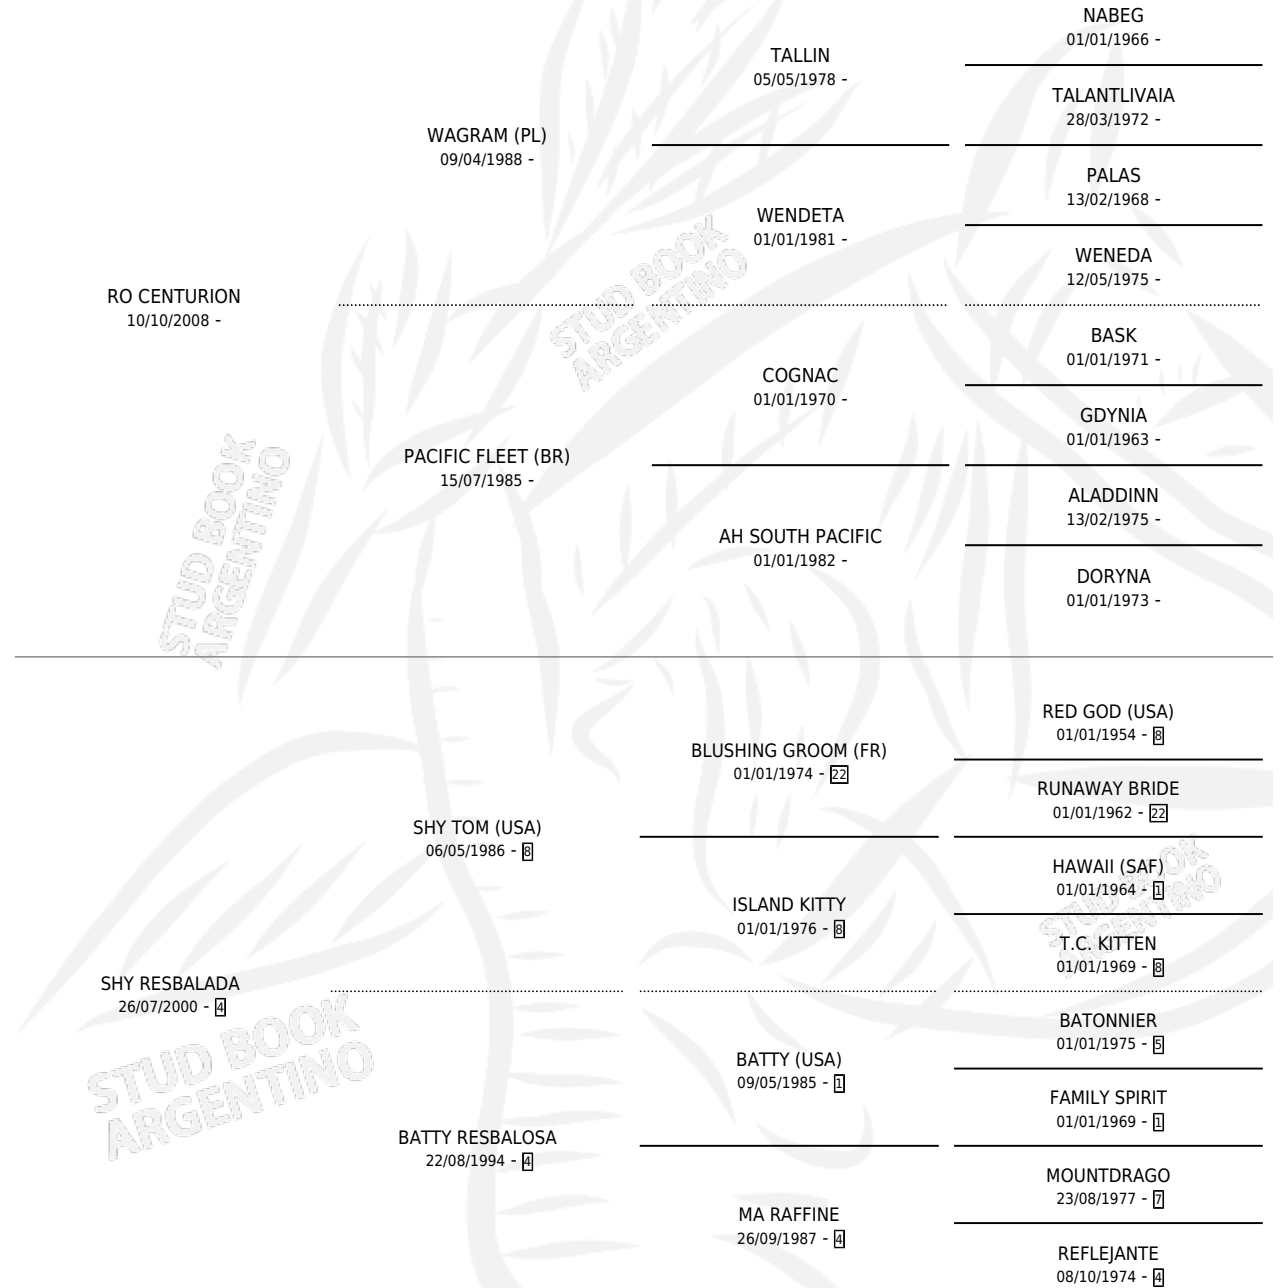 NABEG
01/01/1966 -
TALLIN
05/05/1978 -
TALANTLIVAIA
28/03/1972 -
WAGRAM (PL)
09/04/1988 -
PALAS
13/02/1968 -
WENDETA
01/01/1981 -
WENEDA
12/05/1975 -
RO CENTURION
10/10/2008 -
BASK
01/01/1971 -
COGNAC
01/01/1970 -
GDYNIA
01/01/1963 -
PACIFIC FLEET (BR)
15/07/1985 -
ALADDINN
13/02/1975 -
AH SOUTH PACIFIC
01/01/1982 -
DORYNA
01/01/1973 -
STUD BOOK
ARGENTINO
STUD BOOK
ARGENTINO
RED GOD (USA)
01/01/1954 - 8
BLUSHING GROOM (FR)
01/01/1974 - 22
RUNAWAY BRIDE
01/01/1962 - 22
SHY TOM (USA)
06/05/1986 - 8
HAWAII (SAF)
01/01/1964 - 1
ISLAND KITTY
01/01/1976 - 8
T.C. KITTEN
01/01/1969 - 8
SHY RESBALADA
26/07/2000 - 4
BATONNIER
01/01/1975 - 5
BATTY (USA)
09/05/1985 - 1
FAMILY SPIRIT
01/01/1969 - 1
BATTY RESBALOSA
22/08/1994 - 4
MOUNTDRAGO
23/08/1977 - 7
MA RAFFINE
26/09/1987 - 4
REFLEJANTE
08/10/1974 - 4
STUD BOOK
ARGENTINO
STUD BOOK
ARGENTINO